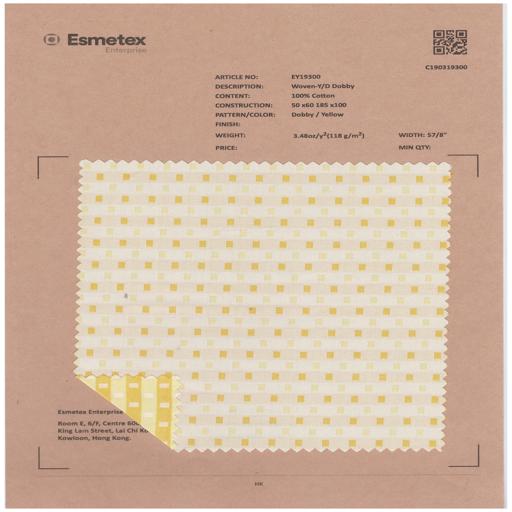 Esmetex
Enterprise
C190319300
ARTICLE NO: EY19300
DESCRIPTION: Woven-Y/D Dobby
CONTENT: 100% Cotton
CONSTRUCTION: 50 x60 185 x100
PATTERN/COLOR: Dobby / Yellow
FINISH:
WEIGHT: 3.48oz/y²(118 g/m²) WIDTH: 57/8"
PRICE: MIN QTY:
Esmetex Enterprise
Room E, 6/F, Centre 600
King Lam Street, Lai Chi Ko
Kowloon, Hong Kong.
HK